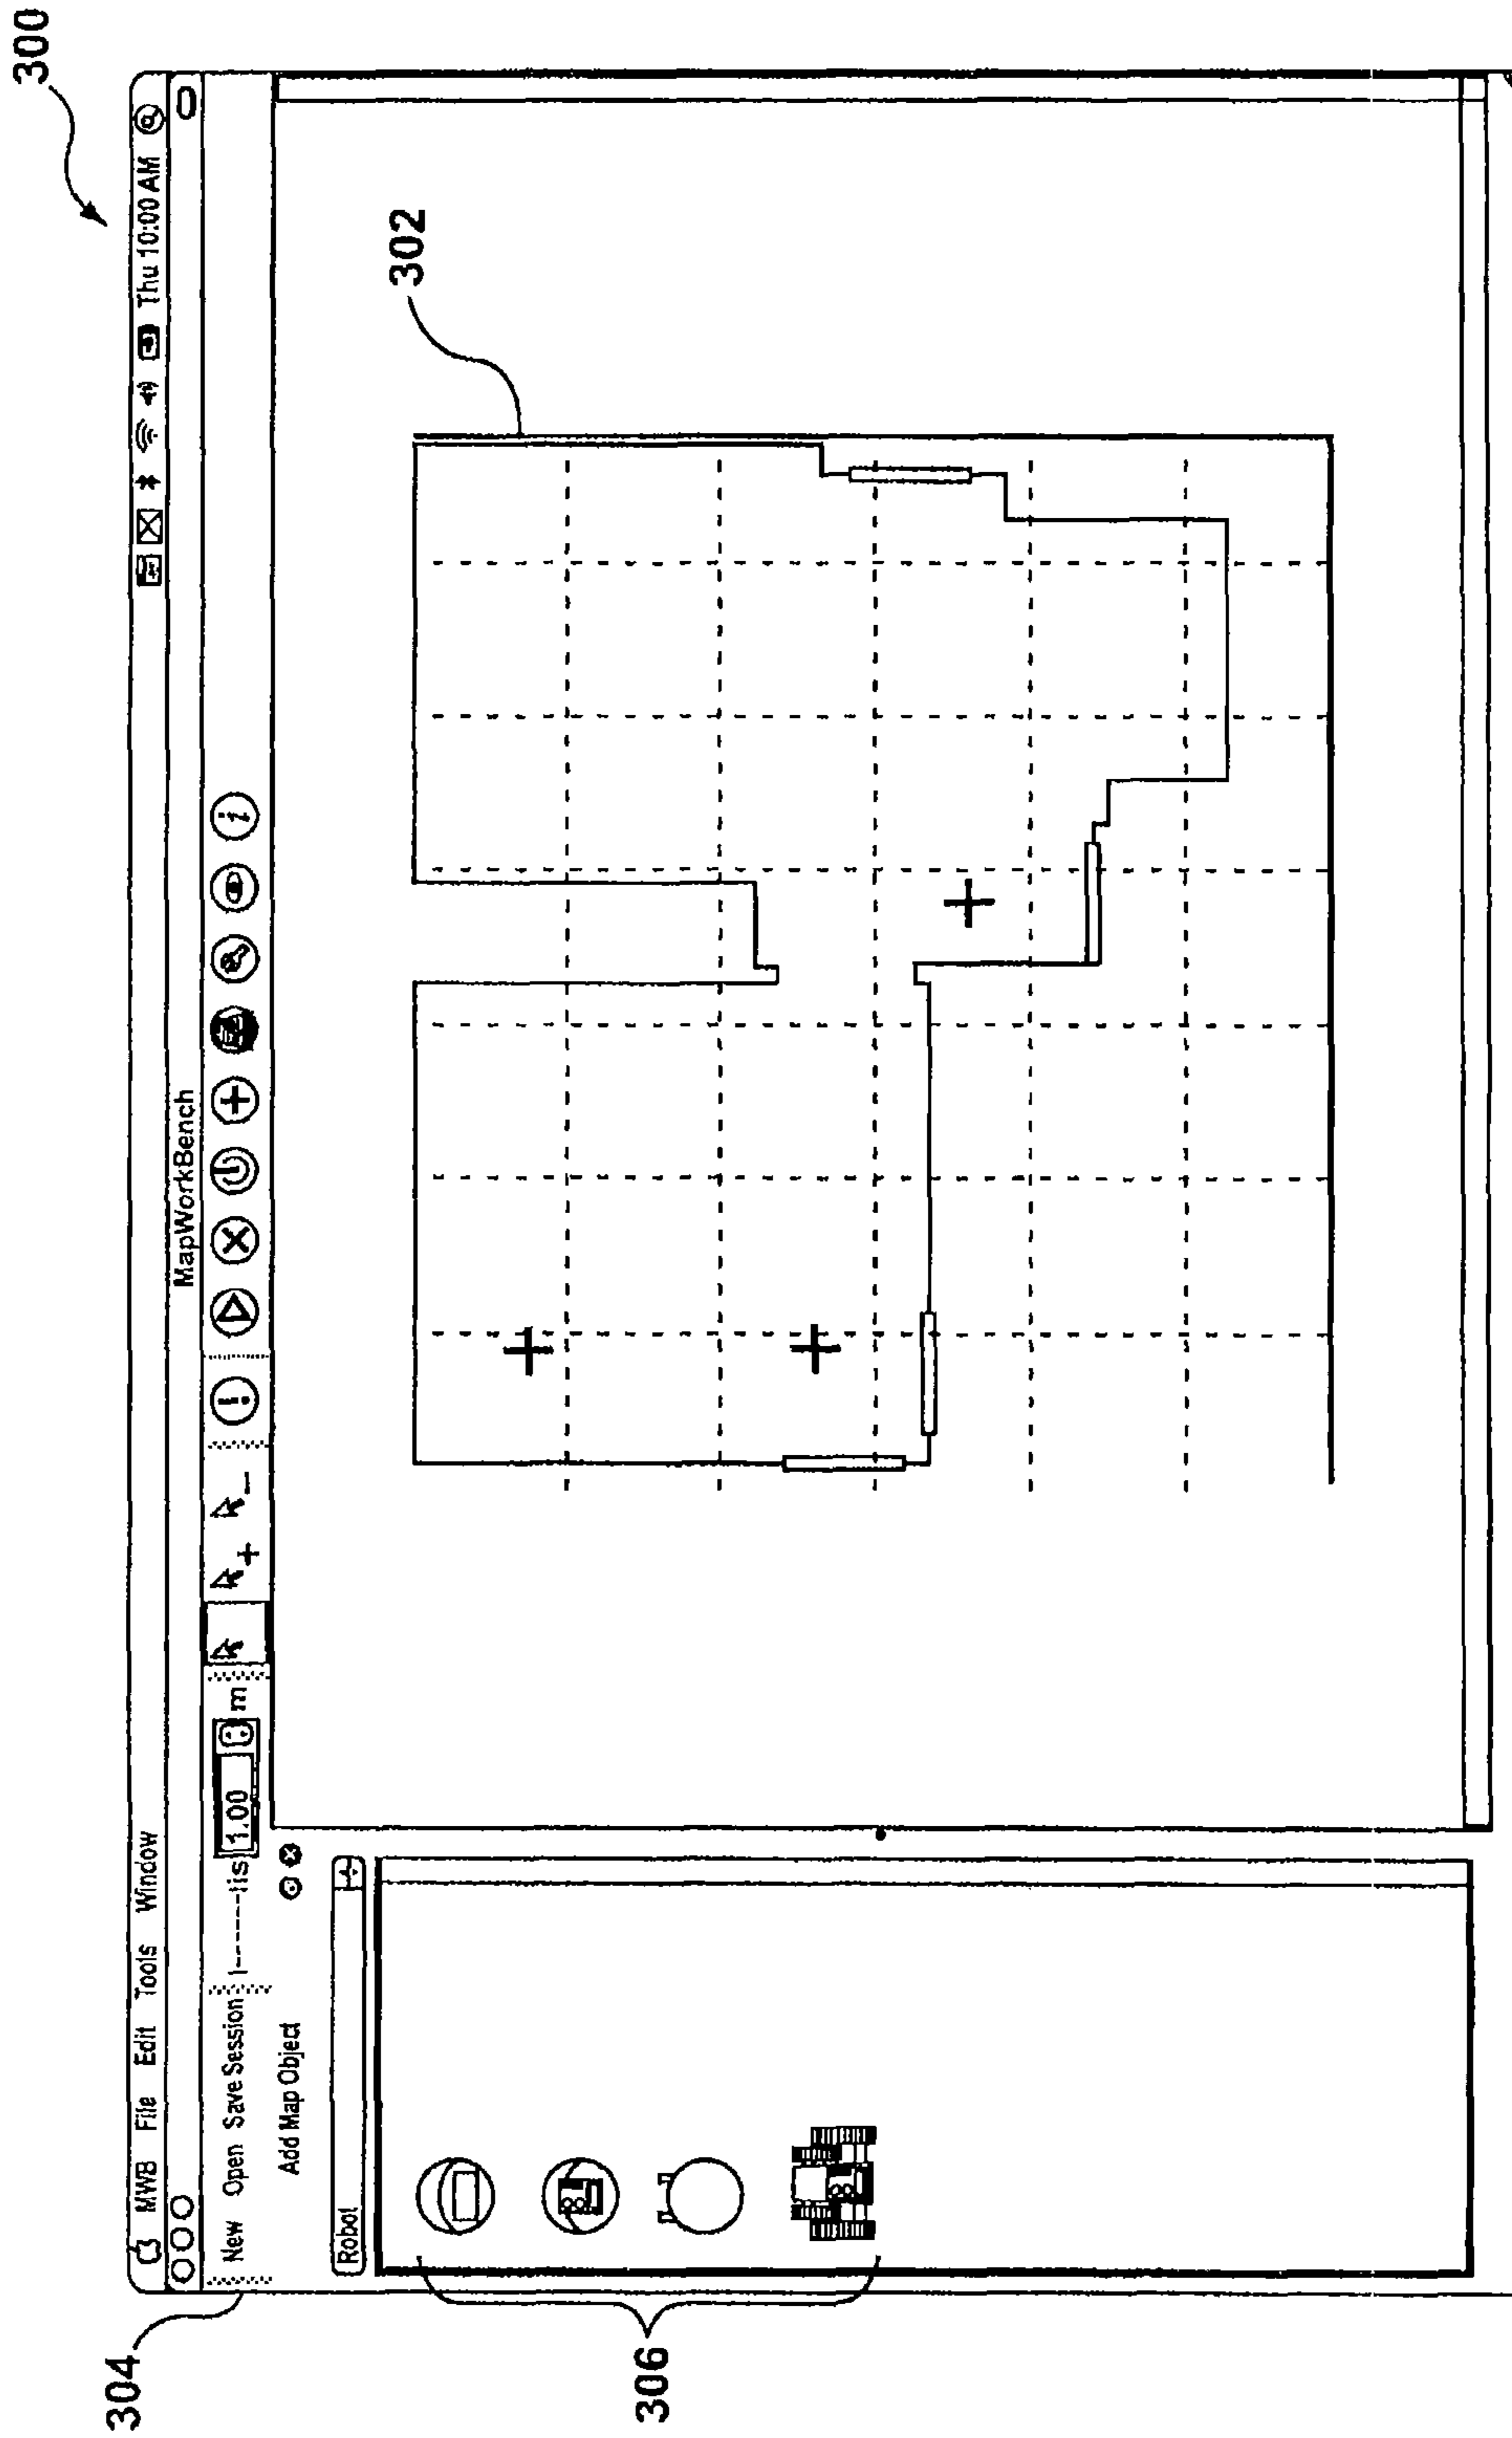 300
MWB File Edit Tools Window Thu 10:00 AM
MapWorkBench
304
New Open Save Session 1.00 m
Add Map Object
302
Robot
306